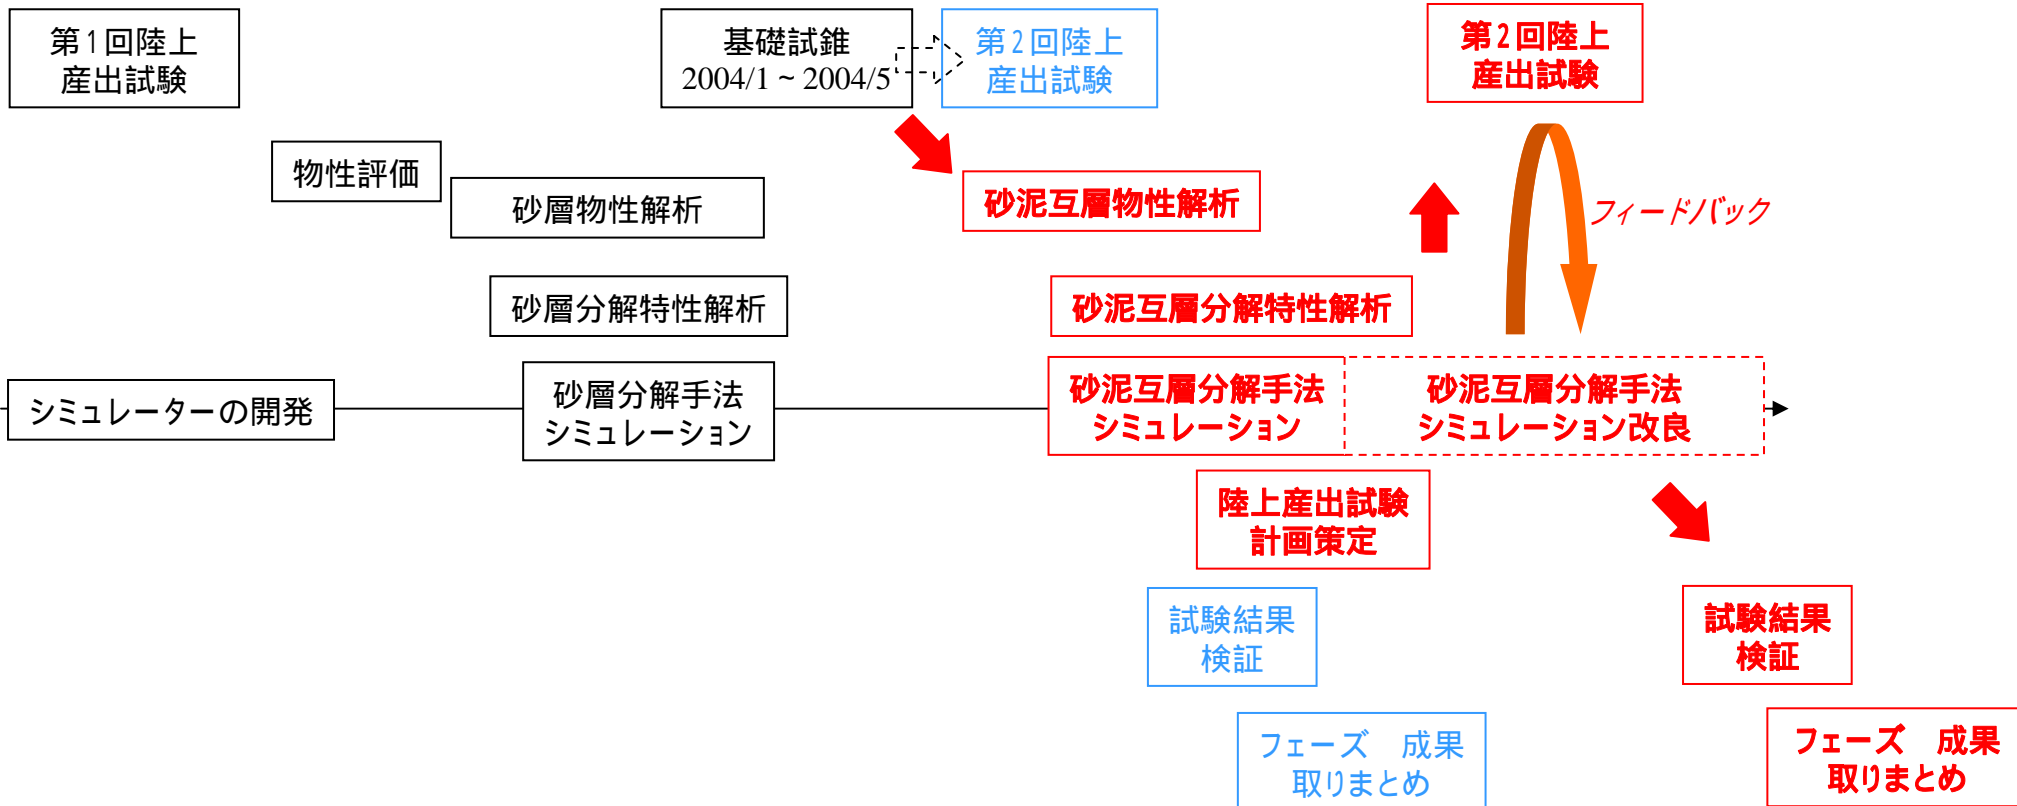 第1回陸上
産出試験
基礎試錐
2004/1 ~ 2004/5
第2回陸上
産出試験
第2回陸上
産出試験
物性評価
砂層物性解析
砂泥互層物性解析
フィードバック
砂層分解特性解析
砂泥互層分解特性解析
シミュレーターの開発
砂層分解手法
シミュレーション
砂泥互層分解手法
シミュレーション
砂泥互層分解手法
シミュレーション改良
陸上産出試験
計画策定
試験結果
検証
試験結果
検証
フェーズ　成果
取りまとめ
フェーズ　成果
取りまとめ